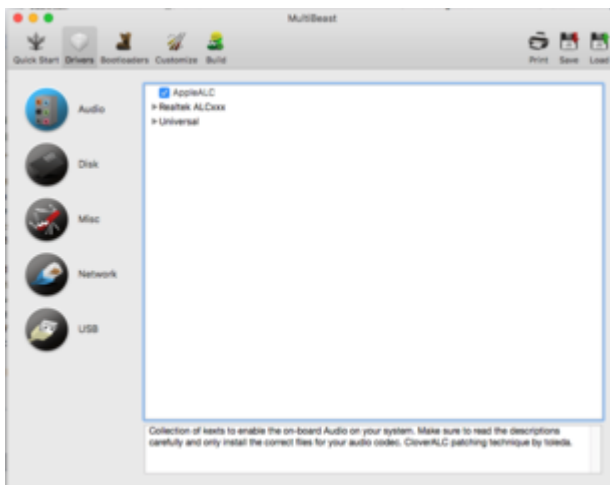 MultiBeast
Quick Start Drivers Bootloaders Customize Build Print Save Load
Audio
AppleALC
Realtek ALCxxx
Universal
Disk
Misc
Network
USB
Collection of kexts to enable the on-board Audio on your system. Make sure to read the descriptions
carefully and only install the correct files for your audio codec. CloverALC patching technique by toleda.